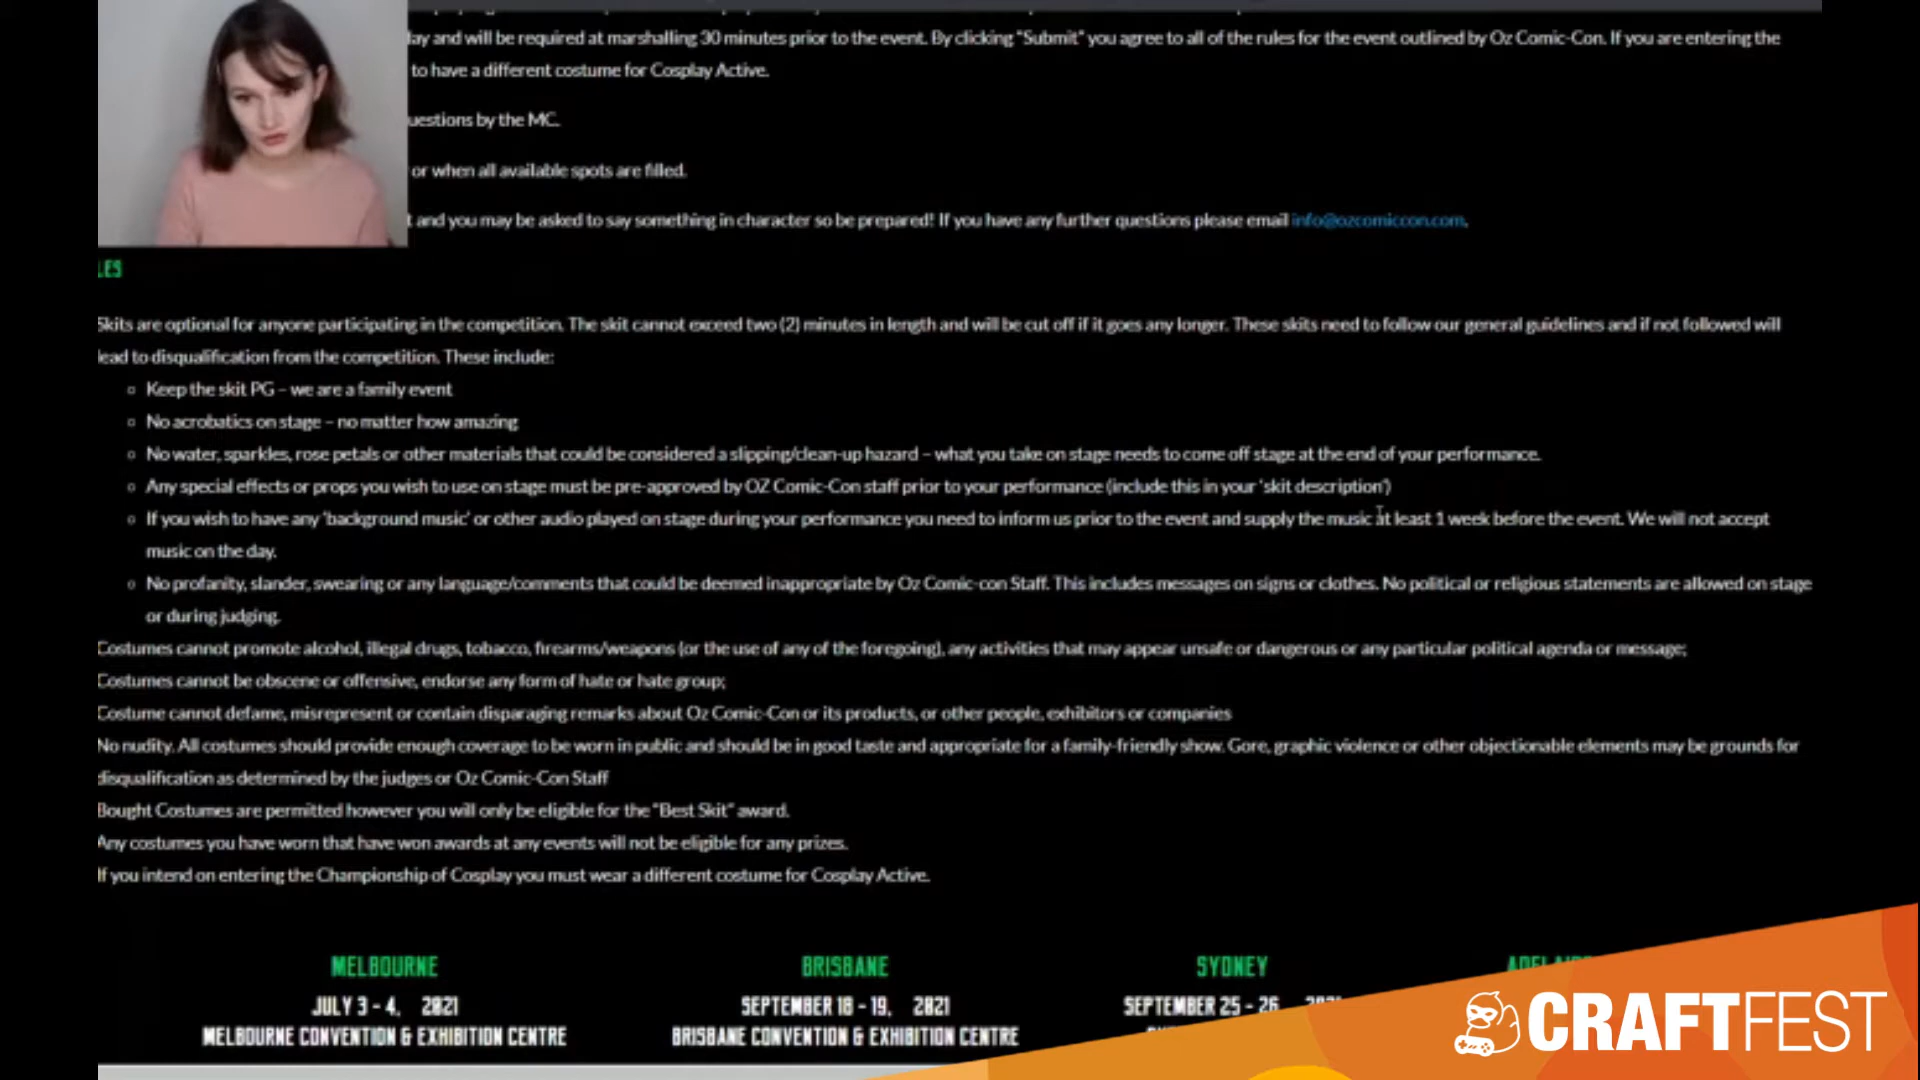 and will be required at marshalling 30 minutes prior to the event. By clicking "Submit" you agree to all of the rules for the event outlined by Oz Comic-Con. If you are entering the
to have a different costume for Cosplay Active.
uestions by the MC.
or when all available spots are filled.
t and you may be asked to say something in character so be prepared! If you have any further questions please email info@ozcomiccon.com.
LES
Skits are optional for anyone participating in the competition. The skit cannot exceed two (2) minutes in length and will be cut off if it goes any longer. These skits need to follow our general guidelines and if not followed will
lead to disqualification from the competition. These include:
Keep the skit PG – we are a family event
No acrobatics on stage – no matter how amazing
No water, sparkles, rose petals or other materials that could be considered a slipping/clean-up hazard – what you take on stage needs to come off stage at the end of your performance.
Any special effects or props you wish to use on stage must be pre-approved by OZ Comic-Con staff prior to your performance (include this in your 'skit description')
If you wish to have any 'background music' or other audio played on stage during your performance you need to inform us prior to the event and supply the music at least 1 week before the event. We will not accept
music on the day.
No profanity, slander, swearing or any language/comments that could be deemed inappropriate by Oz Comic-con Staff. This includes messages on signs or clothes. No political or religious statements are allowed on stage
or during judging.
Costumes cannot promote alcohol, illegal drugs, tobacco, firearms/weapons (or the use of any of the foregoing), any activities that may appear unsafe or dangerous or any particular political agenda or message;
Costumes cannot be obscene or offensive, endorse any form of hate or hate group;
Costume cannot defame, misrepresent or contain disparaging remarks about Oz Comic-Con or its products, or other people, exhibitors or companies
No nudity. All costumes should provide enough coverage to be worn in public and should be in good taste and appropriate for a family-friendly show. Gore, graphic violence or other objectionable elements may be grounds for
disqualification as determined by the judges or Oz Comic-Con Staff
Bought Costumes are permitted however you will only be eligible for the "Best Skit" award.
Any costumes you have worn that have won awards at any events will not be eligible for any prizes.
If you intend on entering the Championship of Cosplay you must wear a different costume for Cosplay Active.
MELBOURNE BRISBANE SYDNEY
JULY 3 - 4, 2021 SEPTEMBER 18 - 19, 2021 SEPTEMBER 25 - 26,
MELBOURNE CONVENTION & EXHIBITION CENTRE BRISBANE CONVENTION & EXHIBITION CENTRE
CRAFTFEST